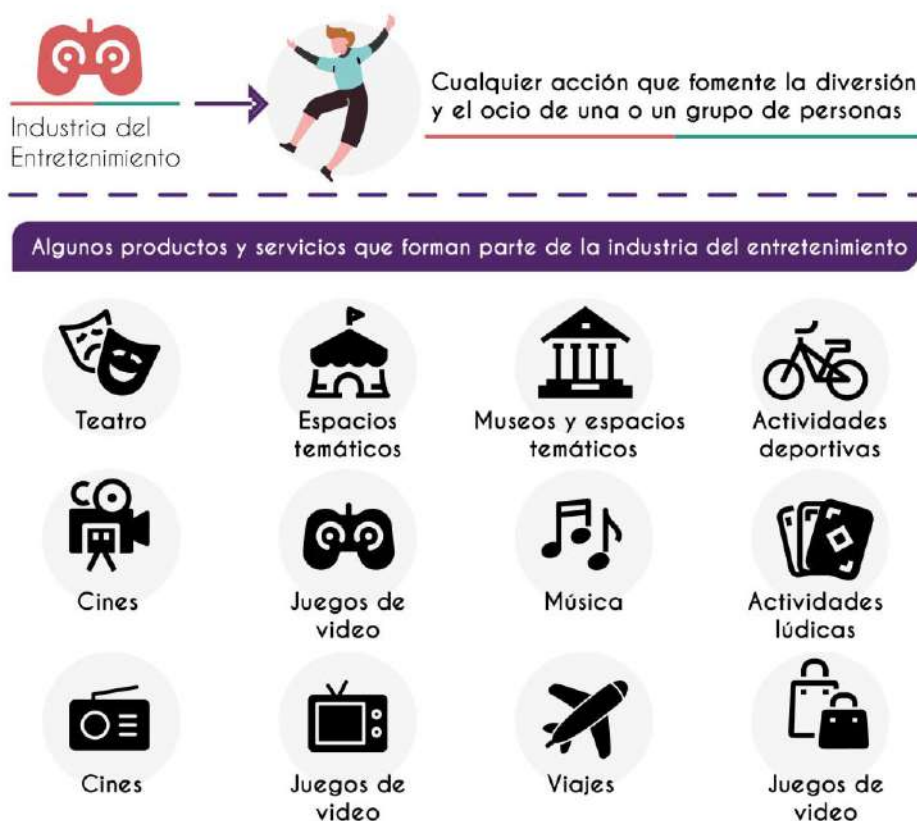 Industria del
Entretenimiento
Cualquier acción que fomente la diversión
y el ocio de una o un grupo de personas
Algunos productos y servicios que forman parte de la industria del entretenimiento
Teatro
Espacios
temáticos
Museos y espacios
temáticos
Actividades
deportivas
Cines
Juegos de
video
Música
Actividades
lúdicas
Cines
Juegos de
video
Viajes
Juegos de
video